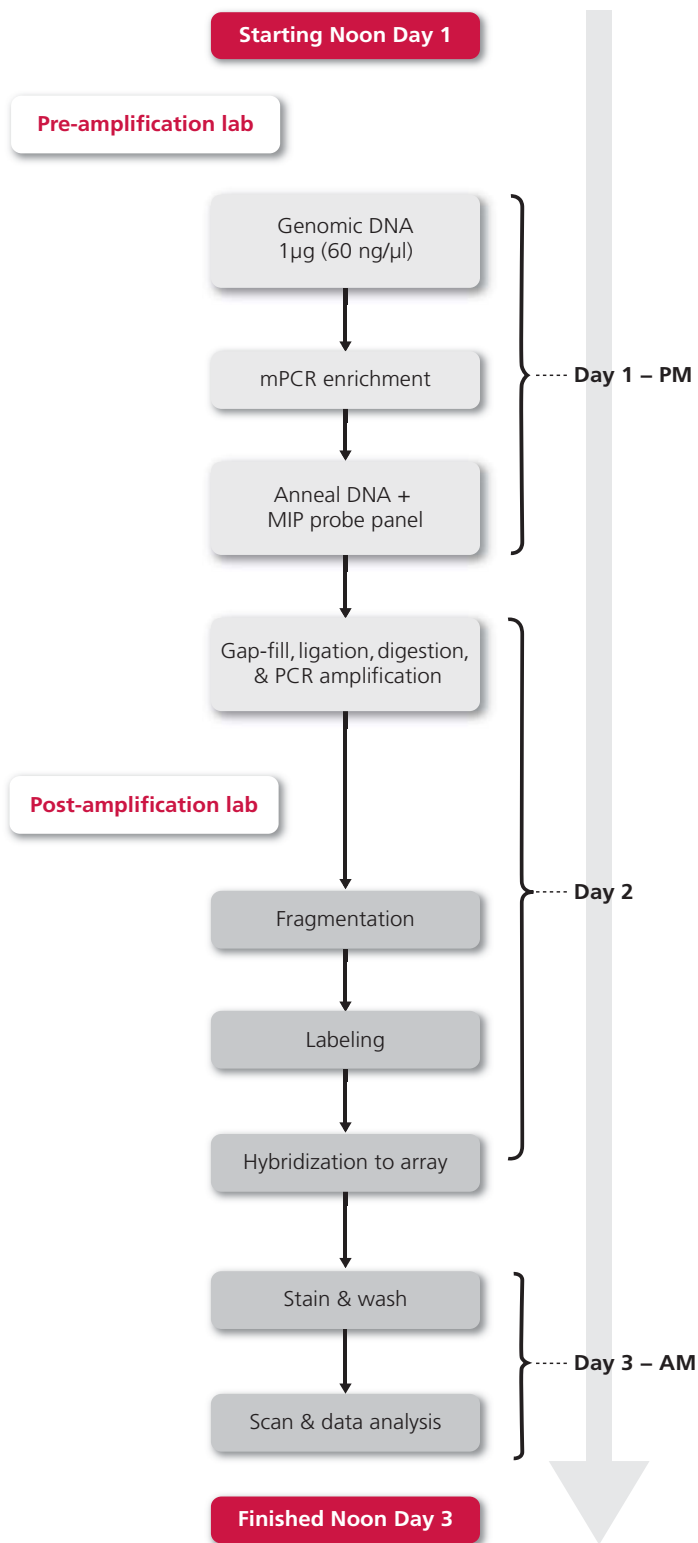 Starting Noon Day 1
Pre-amplification lab
Genomic DNA
1µg (60 ng/µl)
mPCR enrichment
Day 1 – PM
Anneal DNA +
MIP probe panel
Gap-fill, ligation, digestion,
& PCR amplification
Post-amplification lab
Day 2
Fragmentation
Labeling
Hybridization to array
Stain & wash
Day 3 – AM
Scan & data analysis
Finished Noon Day 3